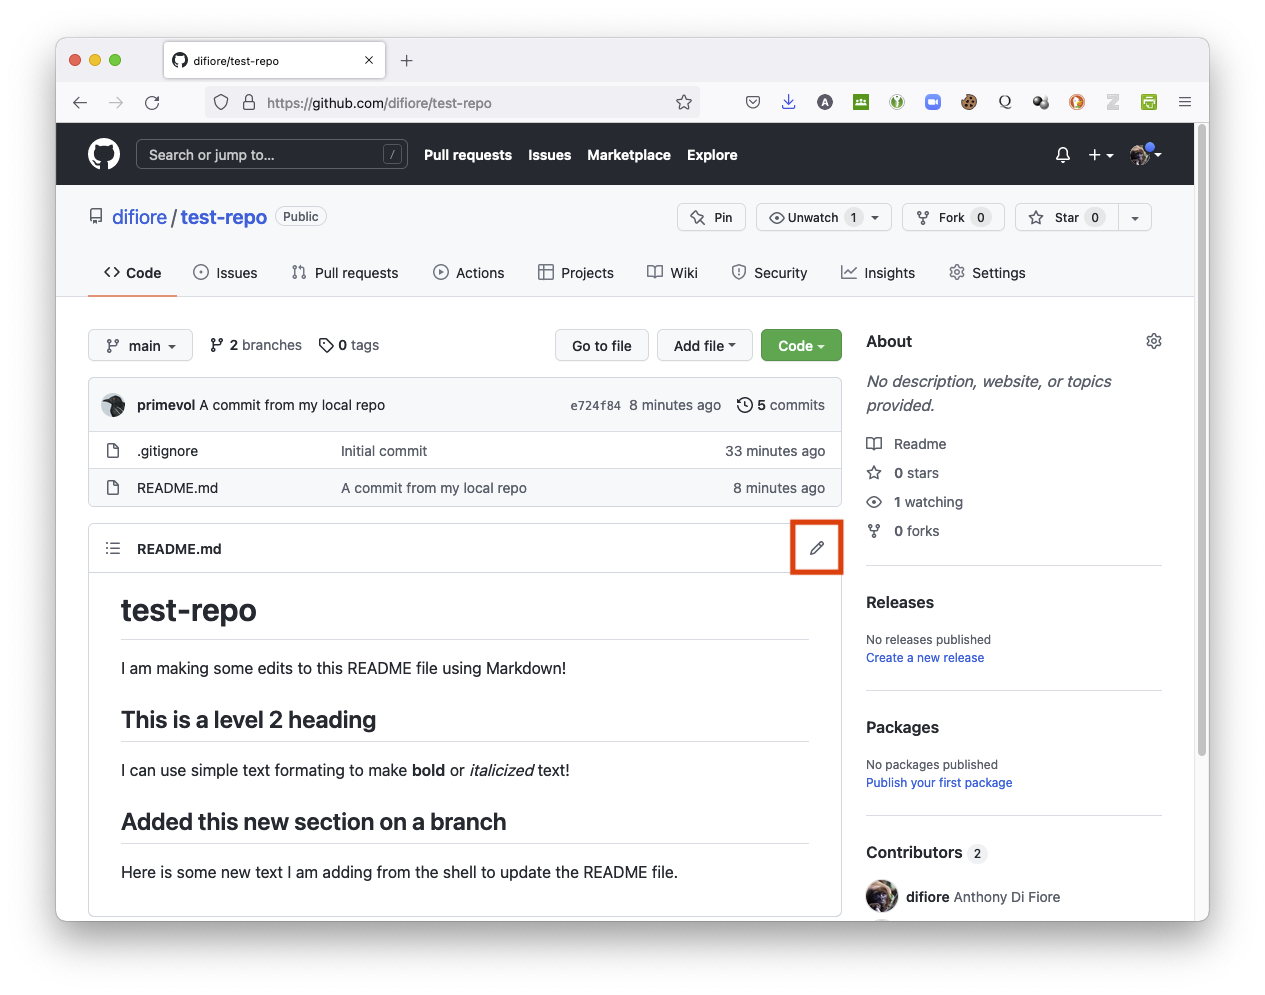 difiore/test-repo
https://github.com/difiore/test-repo
Search or jump to... / Pull requests Issues Marketplace Explore
difiore / test-repo Public Pin Unwatch 1 Fork 0 Star 0
Code Issues Pull requests Actions Projects Wiki Security Insights Settings
main 2 branches 0 tags Go to file Add file Code
primevol A commit from my local repo e724f84 8 minutes ago 5 commits
.gitignore Initial commit 33 minutes ago
README.md A commit from my local repo 8 minutes ago
README.md
test-repo
I am making some edits to this README file using Markdown!
This is a level 2 heading
I can use simple text formating to make bold or italicized text!
Added this new section on a branch
Here is some new text I am adding from the shell to update the README file.
About
No description, website, or topics
provided.
Readme
0 stars
1 watching
0 forks
Releases
No releases published
Create a new release
Packages
No packages published
Publish your first package
Contributors 2
difiore Anthony Di Fiore